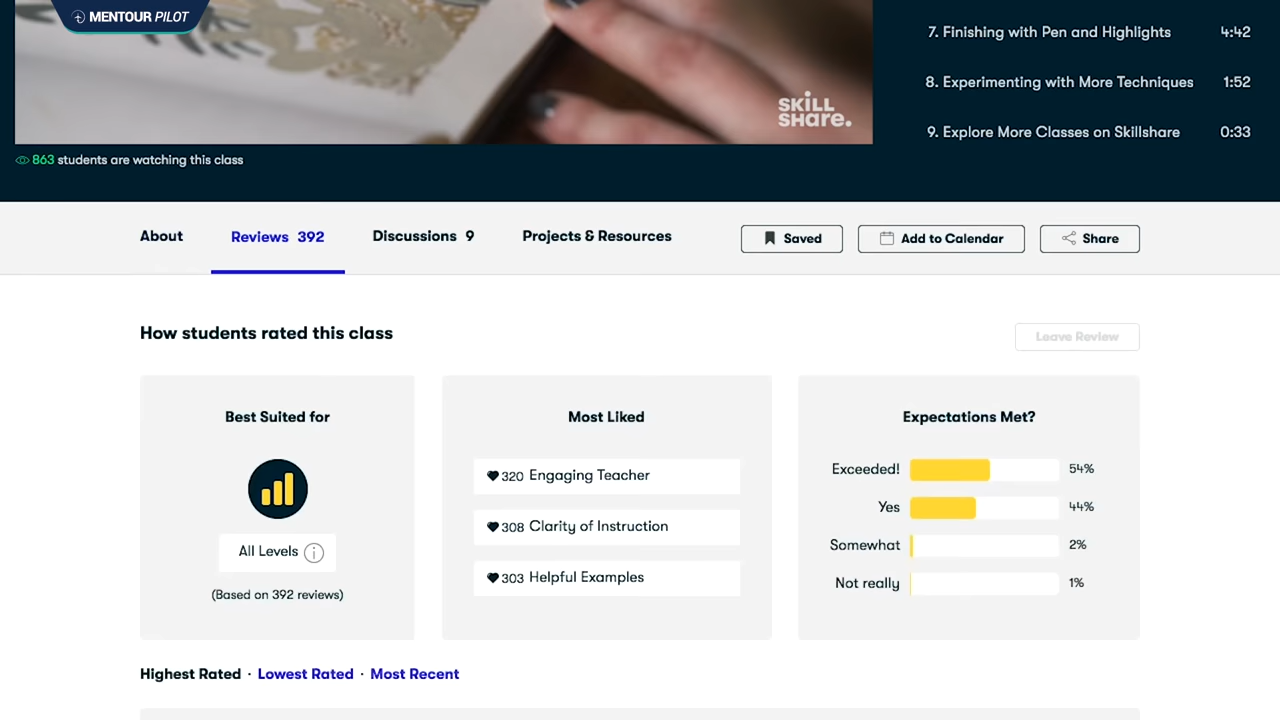 MENTOUR PILOT
SKILL
SHARE.
7. Finishing with Pen and Highlights 4:42
8. Experimenting with More Techniques 1:52
9. Explore More Classes on Skillshare 0:33
863 students are watching this class
About Reviews 392 Discussions 9 Projects & Resources Saved Add to Calendar Share
How students rated this class
Leave Review
Best Suited for
All Levels
(Based on 392 reviews)
Most Liked
320 Engaging Teacher
308 Clarity of Instruction
303 Helpful Examples
Expectations Met?
Exceeded! 54%
Yes 44%
Somewhat 2%
Not really 1%
Highest Rated · Lowest Rated · Most Recent